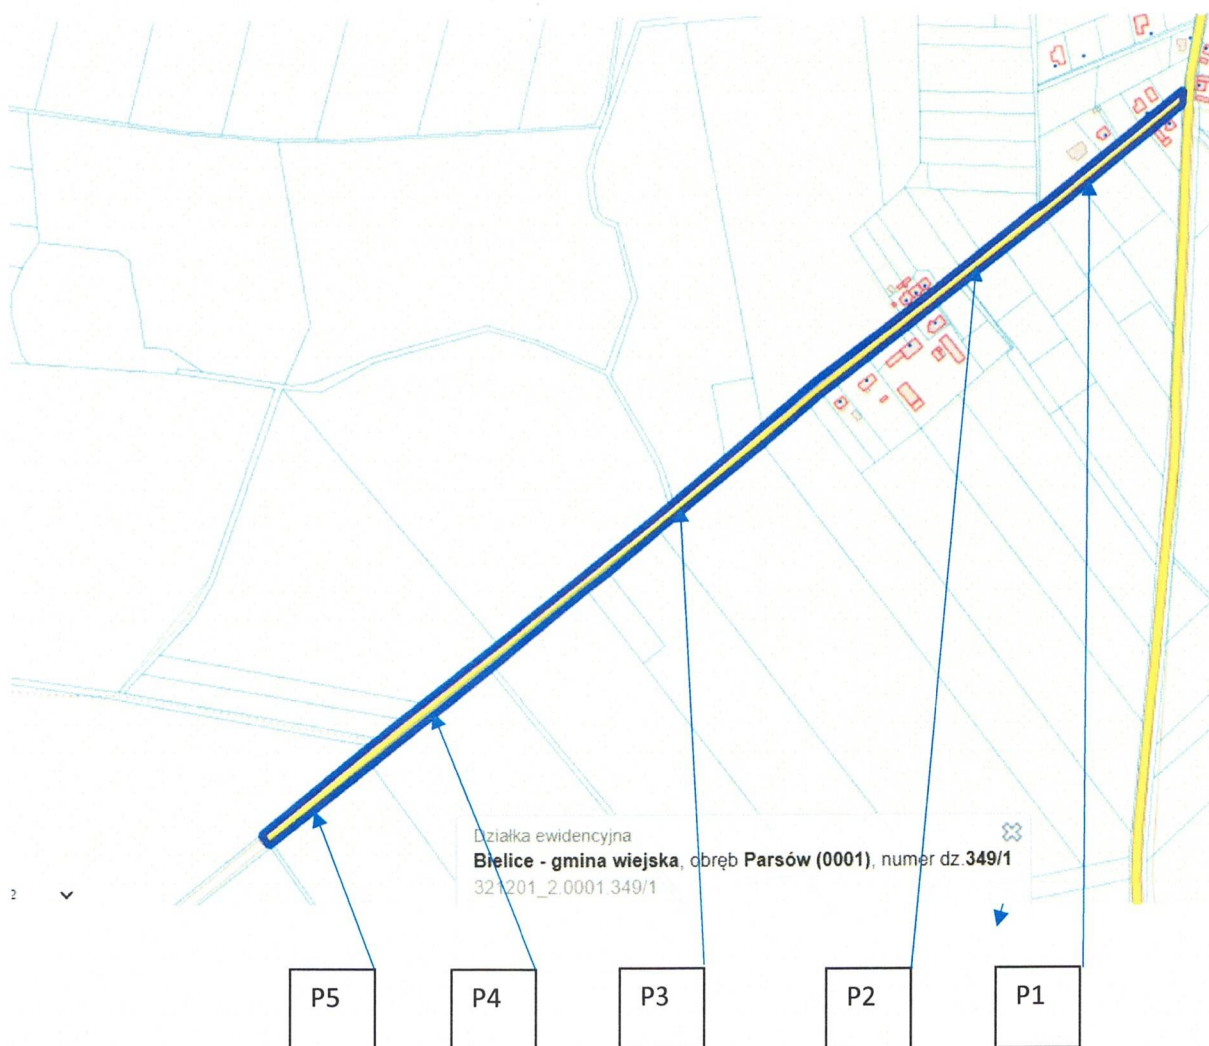 Działka ewidencyjna
Bielice - gmina wiejska, obręb Parsów (0001), numer dz.349/1
321201_2.0001.349/1
2
P5 P4 P3 P2 P1